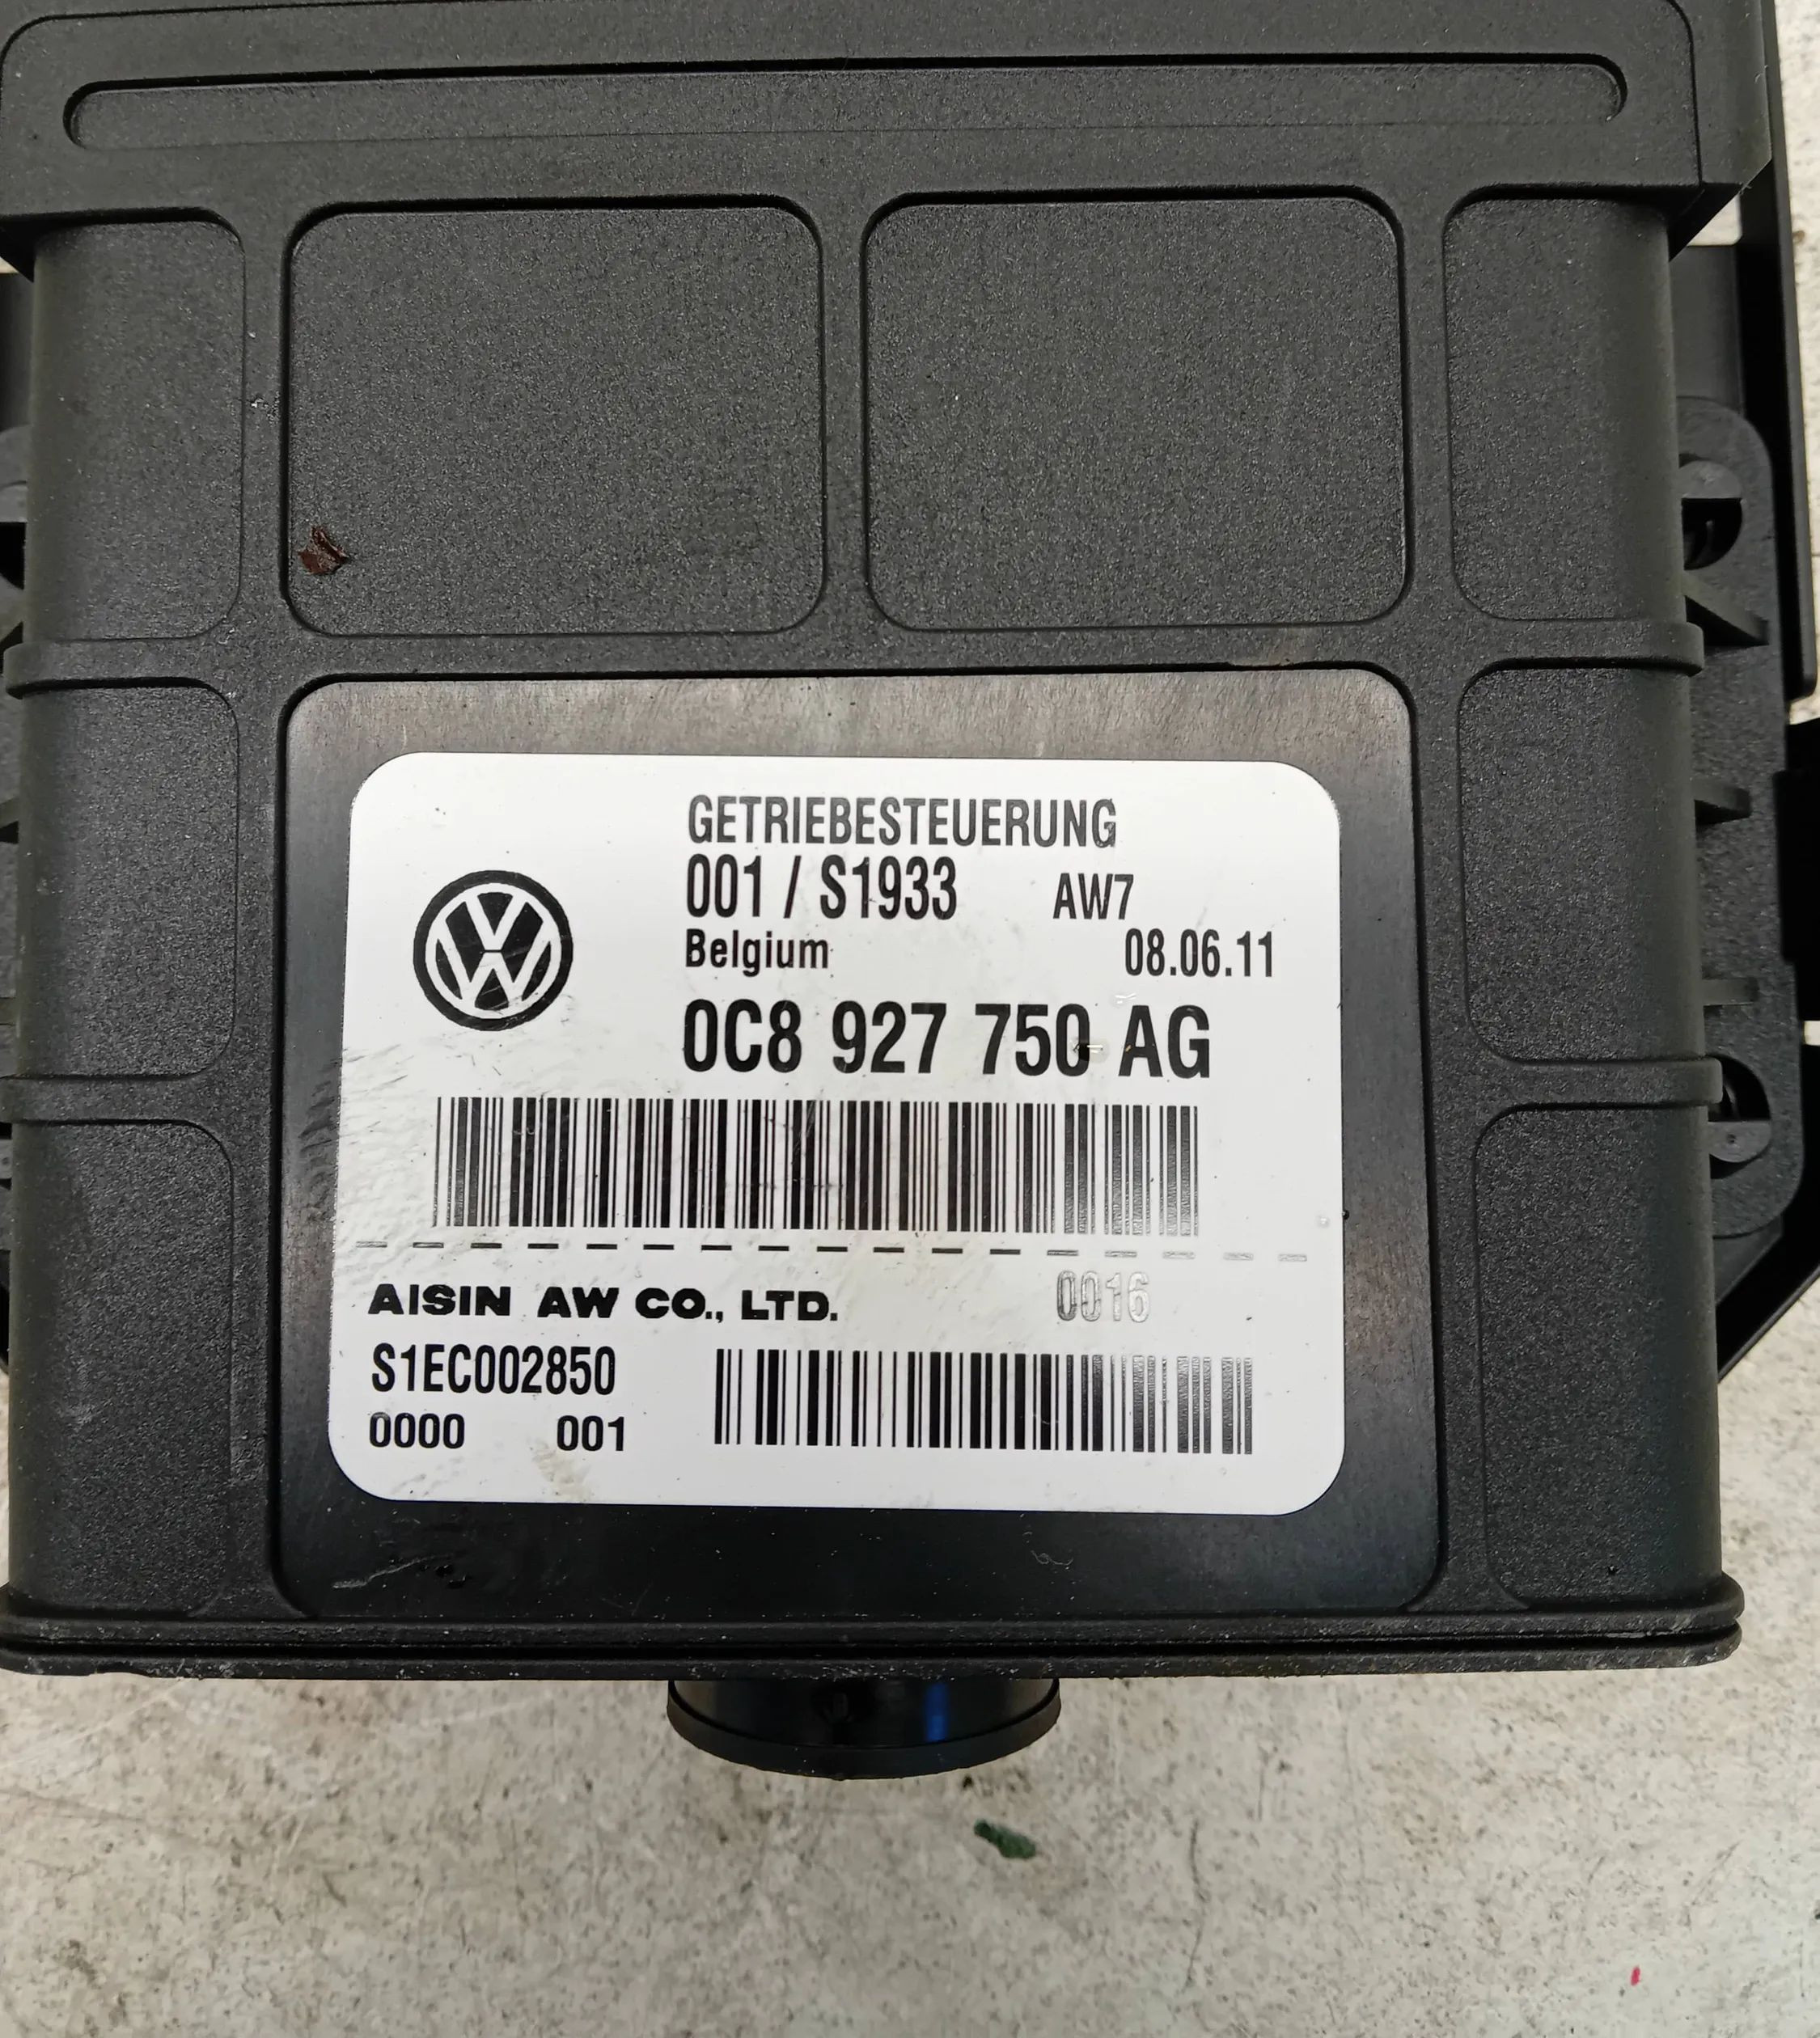 GETRIEBESTEUERUNG
001 / S1933 AW7
Belgium 08.06.11
0C8 927 750 AG
AISIN AW CO., LTD. 0016
S1EC002850
0000 001